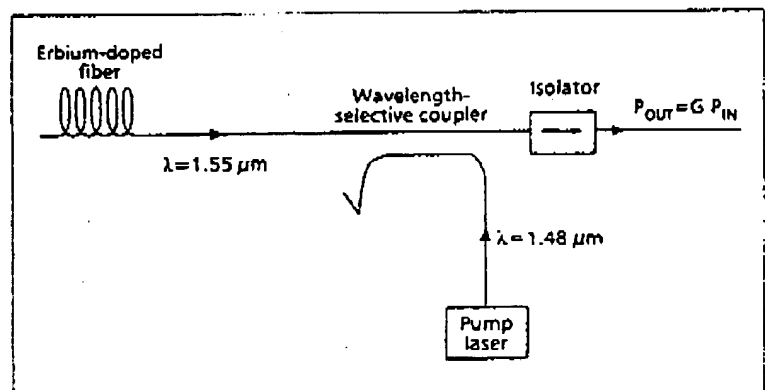 Erbium-doped
fiber
Wavelength-
selective coupler
Isolator
P_OUT=G P_IN
λ=1.55 μm
λ=1.48 μm
Pump
laser